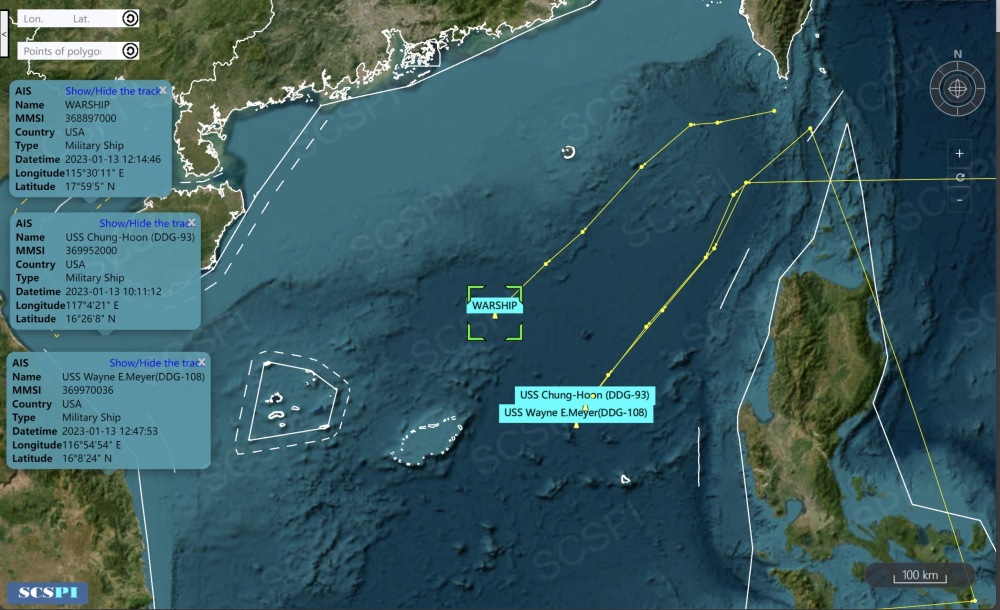 Lon. Lat.
Points of polygo
<
AIS Show/Hide the track
Name WARSHIP
MMSI 368897000
Country USA
Type Military Ship
Datetime 2023-01-13 12:14:46
Longitude 115°30'11" E
Latitude 17°59'5" N
AIS Show/Hide the track
Name USS Chung-Hoon (DDG-93)
MMSI 369952000
Country USA
Type Military Ship
Datetime 2023-01-13 10:11:12
Longitude 117°4'21" E
Latitude 16°26'8" N
AIS Show/Hide the track
Name USS Wayne E.Meyer(DDG-108)
MMSI 369970036
Country USA
Type Military Ship
Datetime 2023-01-13 12:47:53
Longitude 116°54'54" E
Latitude 16°8'24" N
N
+
−
WARSHIP
USS Chung-Hoon (DDG-93)
USS Wayne E.Meyer(DDG-108)
100 km
SCSPI